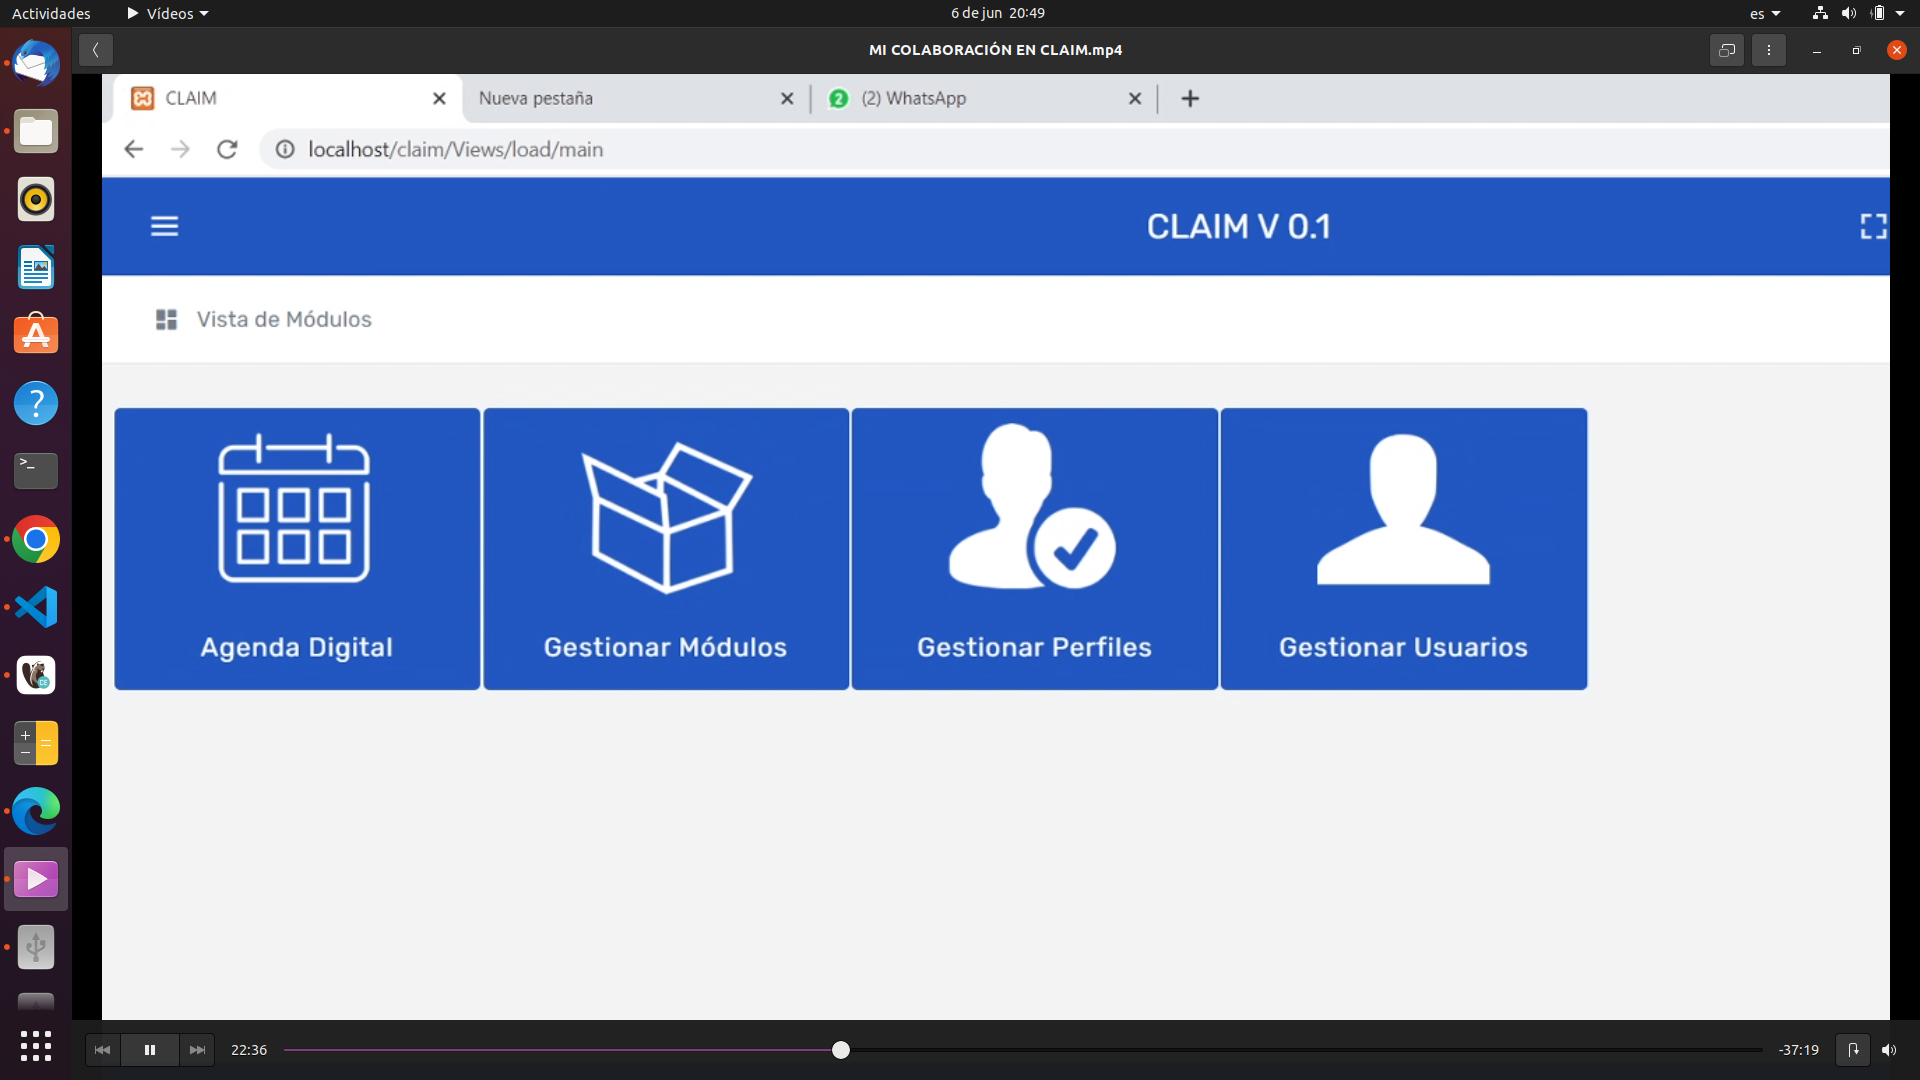 Actividades
Vídeos
6 de jun 20:49
es
MI COLABORACIÓN EN CLAIM.mp4
CLAIM
Nueva pestaña
2
(2) WhatsApp
localhost/claim/Views/load/main
CLAIM V 0.1
Vista de Módulos
Agenda Digital
Gestionar Módulos
Gestionar Perfiles
Gestionar Usuarios
22:36
-37:19